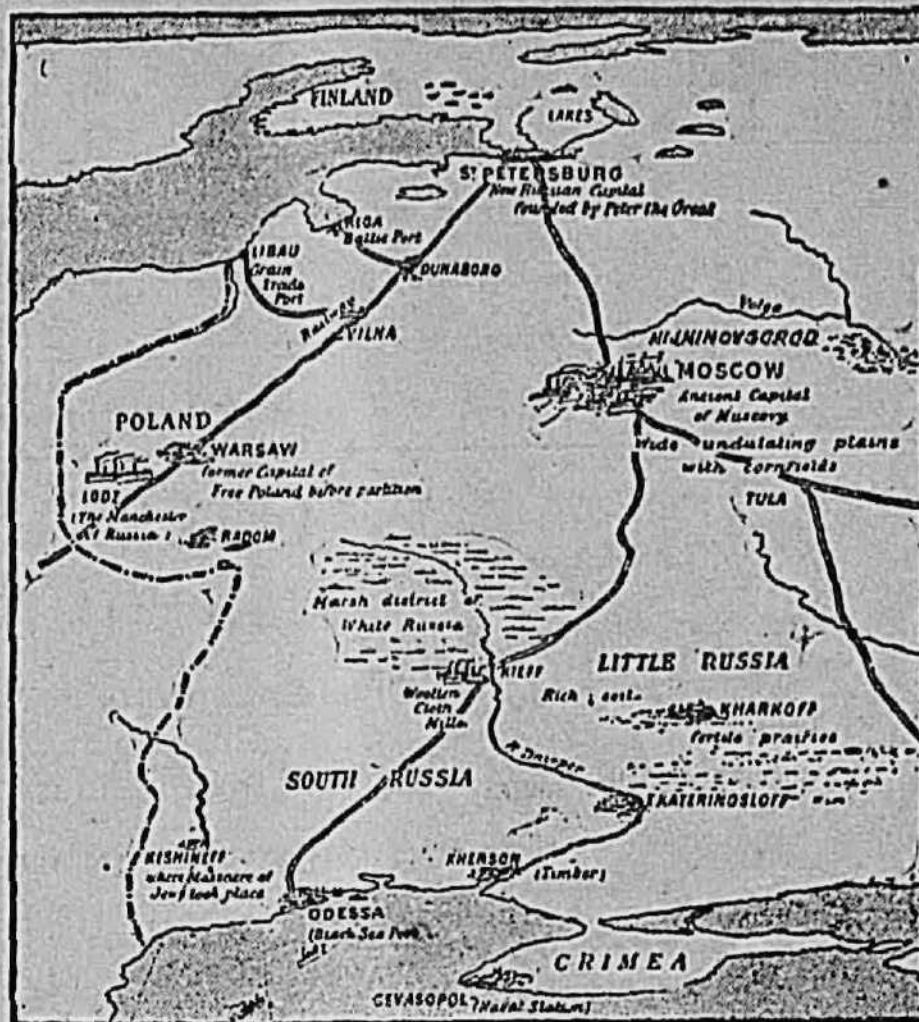 FINLAND
LAKES
ST PETERSBURG
New Russian Capital
founded by Peter the Great
RIGA
Baltic Port
LIBAU
Grain
Trade
Port
DUNABORG
Railway
VILNA
Volga
NIJNINOVSGROD
MOSCOW
Ancient Capital
of Muscovy
Wide undulating plains
with cornfields
POLAND
WARSAW
former Capital of
Free Poland before partition
LODZ
(The Manchester
of Russia)
RADOM
TULA
Marsh district of
White Russia
KIEFF
Woollen
Cloth
Mills
LITTLE RUSSIA
Rich
KHARKOFF
fertile prairies
R Dnieper
SOUTH RUSSIA
EKATERINOSLOFF
KISHINEFF
where Massacre of
Jews took place
KHERSON
(Timber)
ODESSA
(Black Sea Port
CRIMEA
CEVASOPOL (Naval Station)